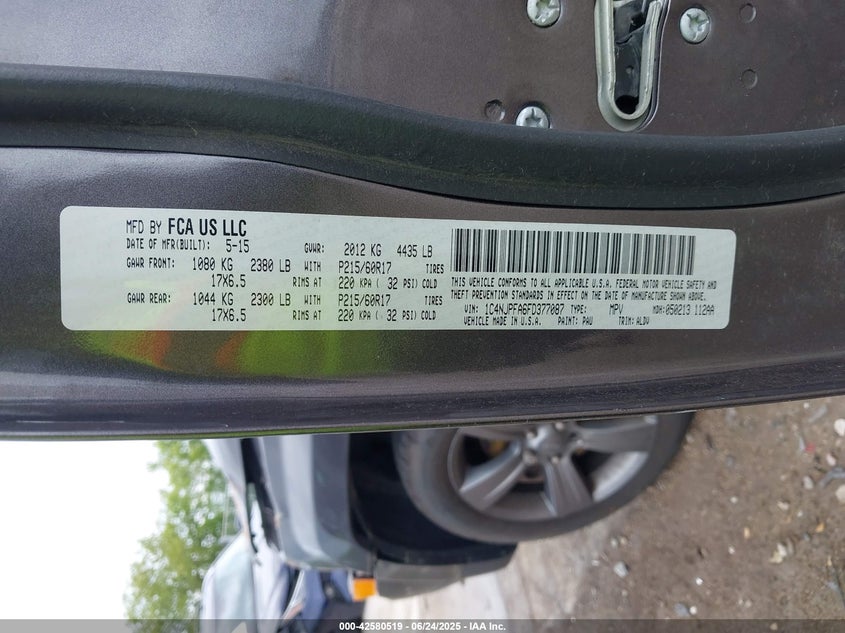 MFD BY FCA US LLC
DATE OF MFR(BUILT): 5-15 GVWR: 2012 KG 4435 LB
GAWR FRONT: 1080 KG 2380 LB WITH P215/60R17 TIRES
17X6.5 RIMS AT 220 KPA ( 32 PSI) COLD
GAWR REAR: 1044 KG 2300 LB WITH P215/60R17 TIRES
17X6.5 RIMS AT 220 KPA ( 32 PSI) COLD
THIS VEHICLE CONFORMS TO ALL APPLICABLE U.S.A. FEDERAL MOTOR VEHICLE SAFETY AND
THEFT PREVENTION STANDARDS IN EFFECT ON THE DATE OF MANUFACTURE SHOWN ABOVE.
VIN: 1C4NJPFA6FD377087 TYPE: MPV MDH:050213 112AA
VEHICLE MADE IN U.S.A. PAINT: PAU TRIM: ALDV
000-42580519 - 06/24/2025 - IAA Inc.